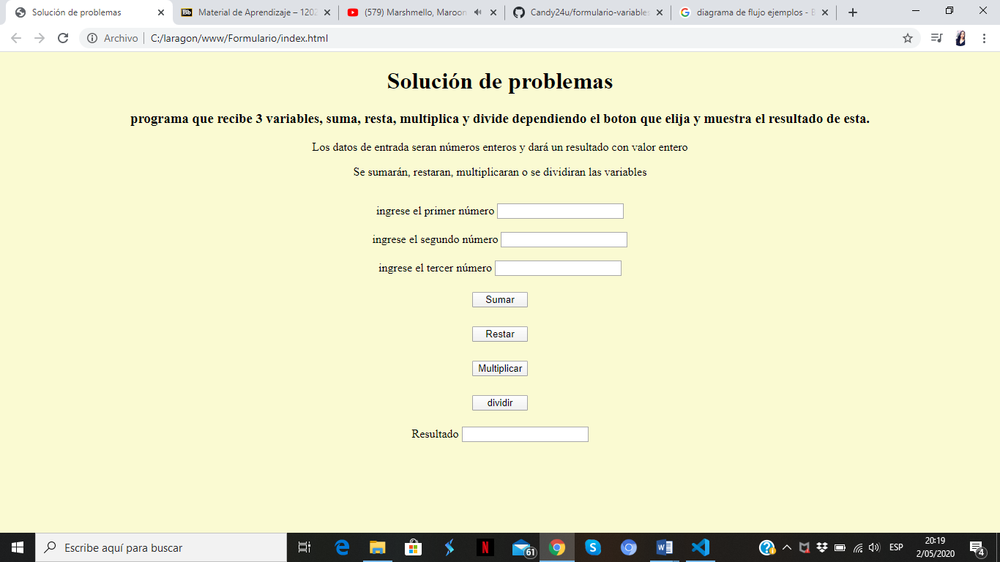 Solución de problemas
Material de Aprendizaje – 1202
(579) Marshmello, Maroon
Candy24u/formulario-variables
diagrama de flujo ejemplos - B
Archivo
C:/laragon/www/Formulario/index.html
Solución de problemas
programa que recibe 3 variables, suma, resta, multiplica y divide dependiendo el boton que elija y muestra el resultado de esta.
Los datos de entrada seran números enteros y dará un resultado con valor entero
Se sumarán, restaran, multiplicaran o se dividiran las variables
ingrese el primer número
ingrese el segundo número
ingrese el tercer número
Sumar
Restar
Multiplicar
dividir
Resultado
Escribe aquí para buscar
61
ESP
20:19
2/05/2020
4